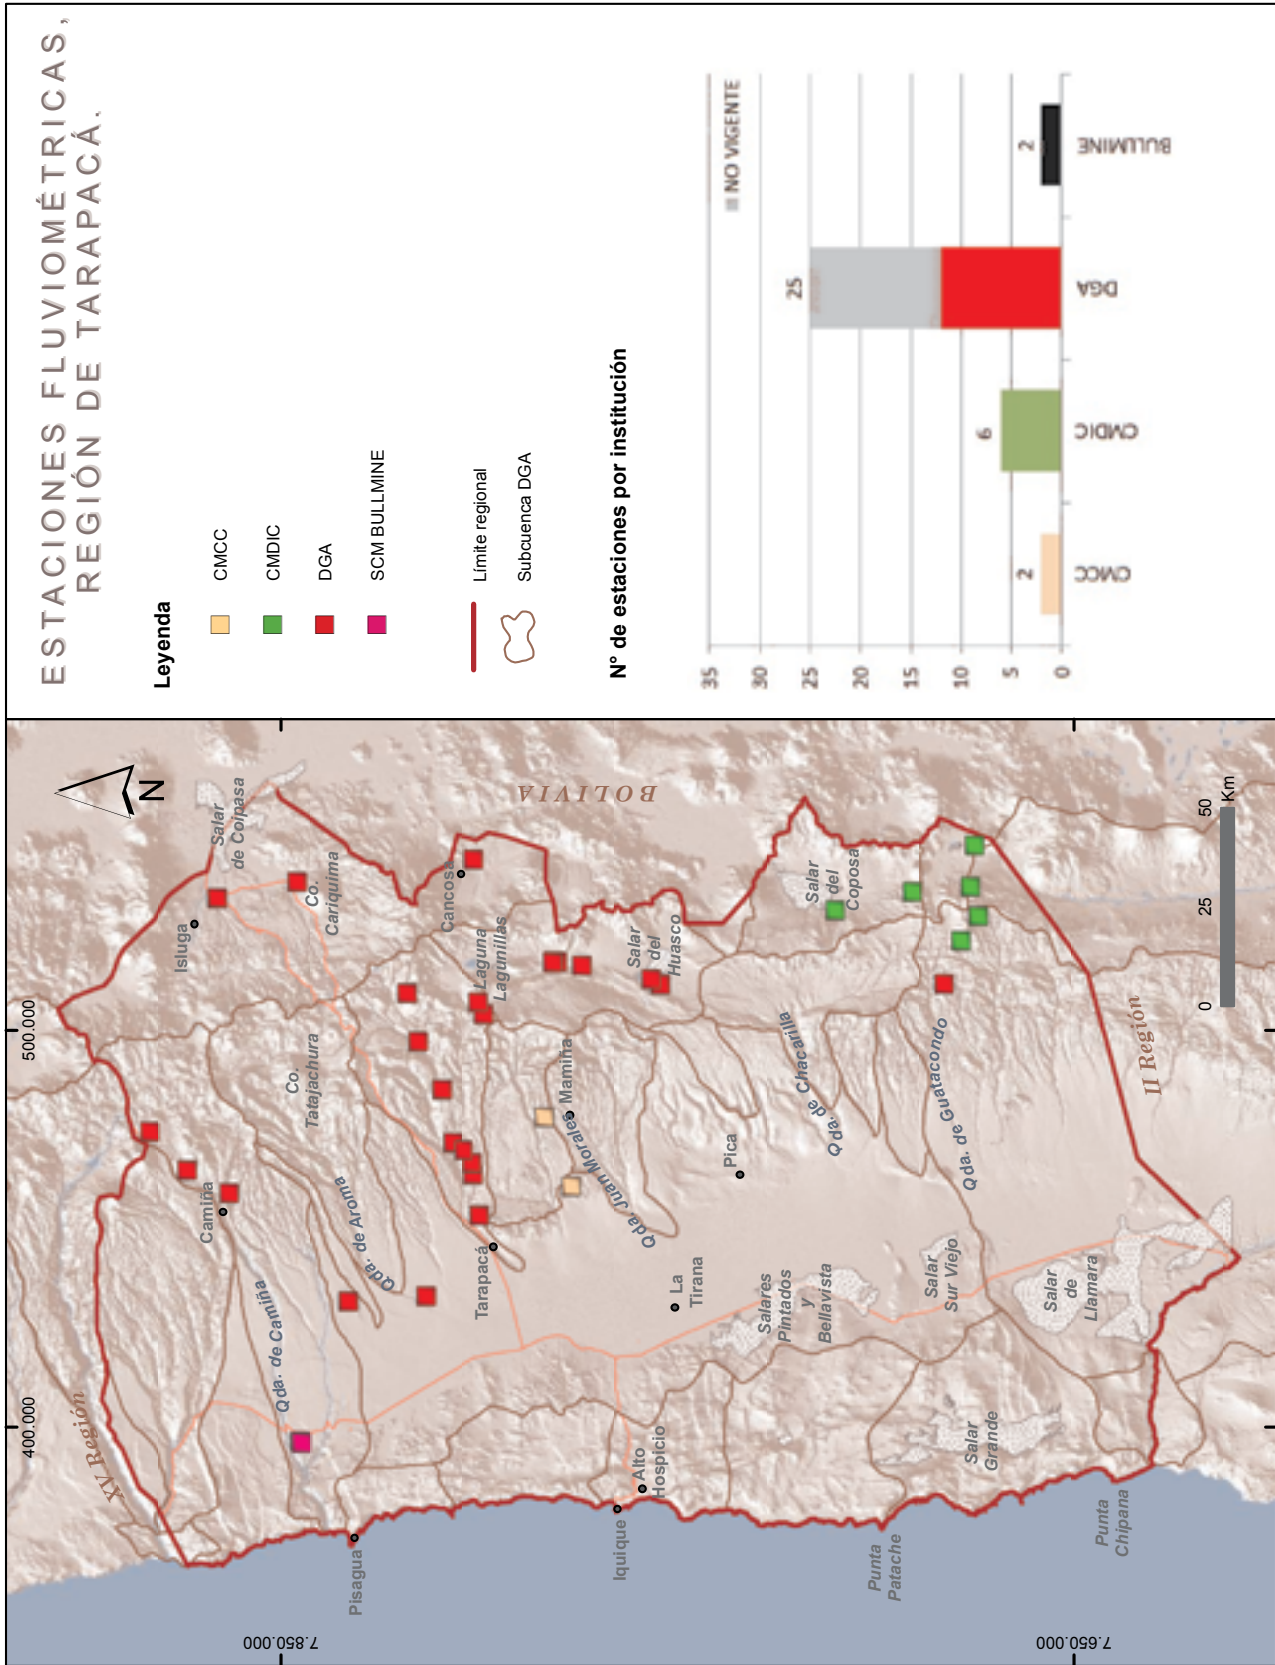 ESTACIONES FLUVIOMÉTRICAS,
REGIÓN DE TARAPACÁ.
Leyenda
CMCC
CMDIC
DGA
SCM BULLMINE
Límite regional
Subcuenca DGA
N° de estaciones por institución
NO VIGENTE
35
30
25
20
15
10
5
0
2
6
25
2
CMCC
CMDIC
DGA
BULLMINE
400.000
500.000
7.850.000
7.650.000
N
XV Región
BOLIVIA
II Región
Salar
de Coipasa
Isluga
Co.
Cariquima
Cancosa
Co.
Tatajachura
Laguna
Lagunillas
Camiña
Qda. de Camiña
Qda. de Aroma
Tarapacá
Pisagua
Mamiña
Qda. Juan Morales
Salar
del
Huasco
Iquique
Alto
Hospicio
La
Tirana
Pica
Salar
del
Coposa
Qda. de Chacarilla
Salares
Pintados
y
Bellavista
Qda. de Guatacondo
Salar
Sur Viejo
Salar
Grande
Salar
de
Llamara
Punta
Patache
Punta
Chipana
0
25
50
Km